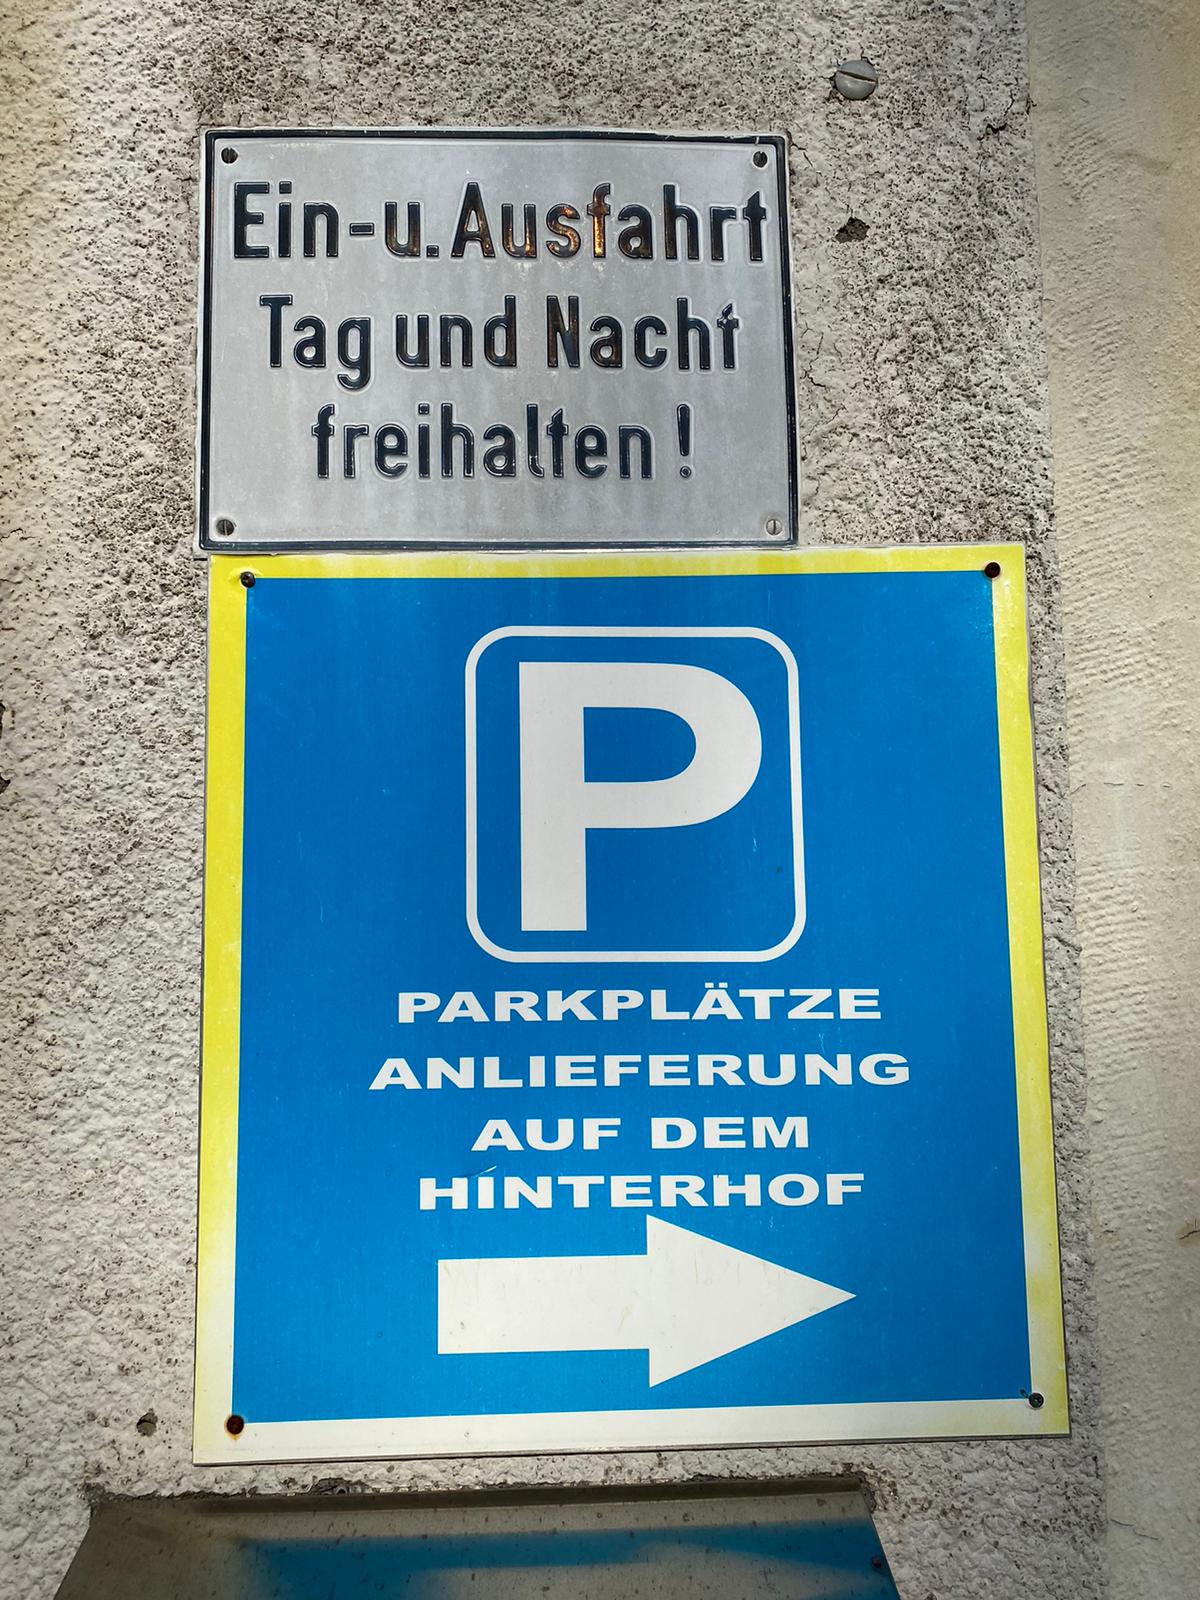 Ein-u. Ausfahrt
Tag und Nacht
freihalten!
P
PARKPLÄTZE
ANLIEFERUNG
AUF DEM
HINTERHOF